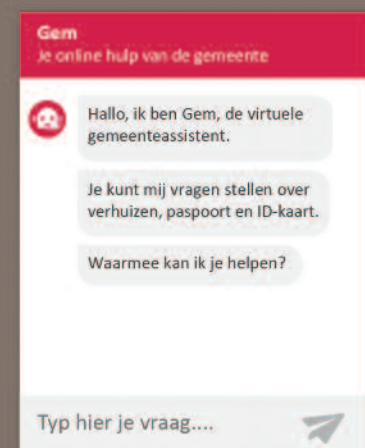 Gem
Je online hulp van de gemeente
Hallo, ik ben Gem, de virtuele
gemeenteassistent.
Je kunt mij vragen stellen over
verhuizen, paspoort en ID-kaart.
Waarmee kan ik je helpen?
Typ hier je vraag....